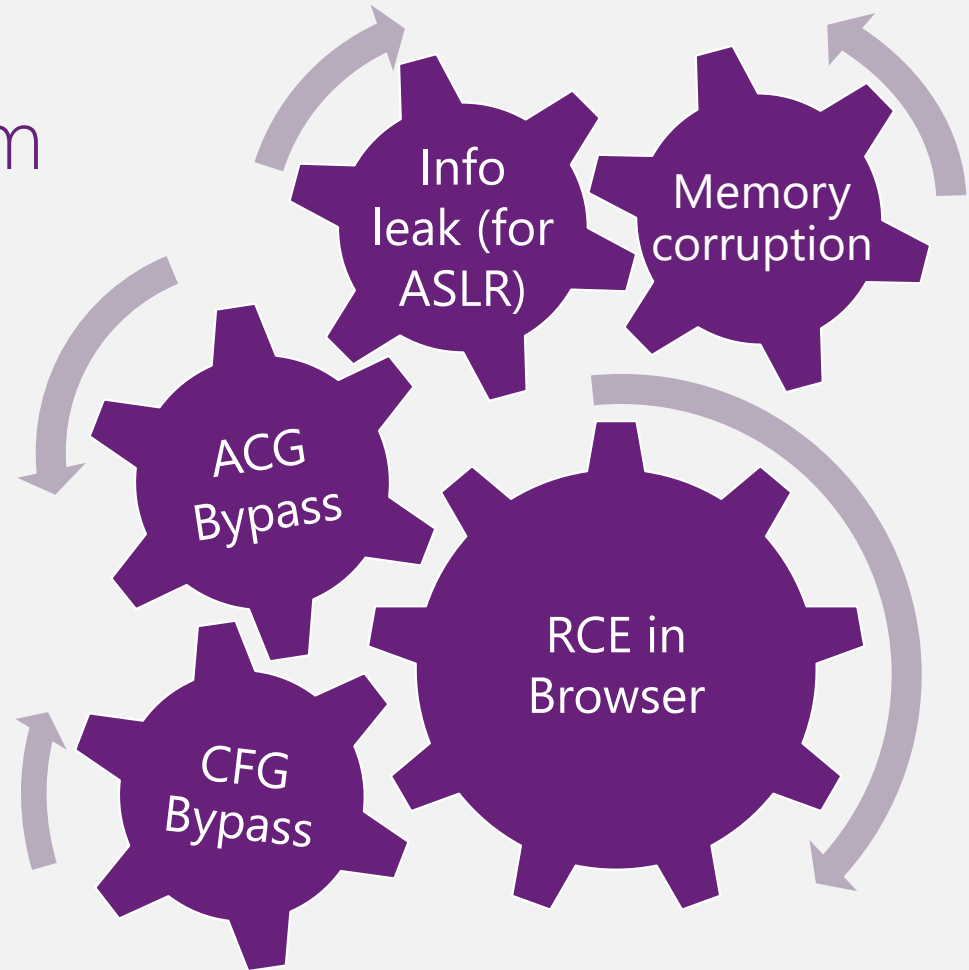 m
Info
leak (for
ASLR)
Memory
corruption
ACG
Bypass
RCE in
Browser
CFG
Bypass